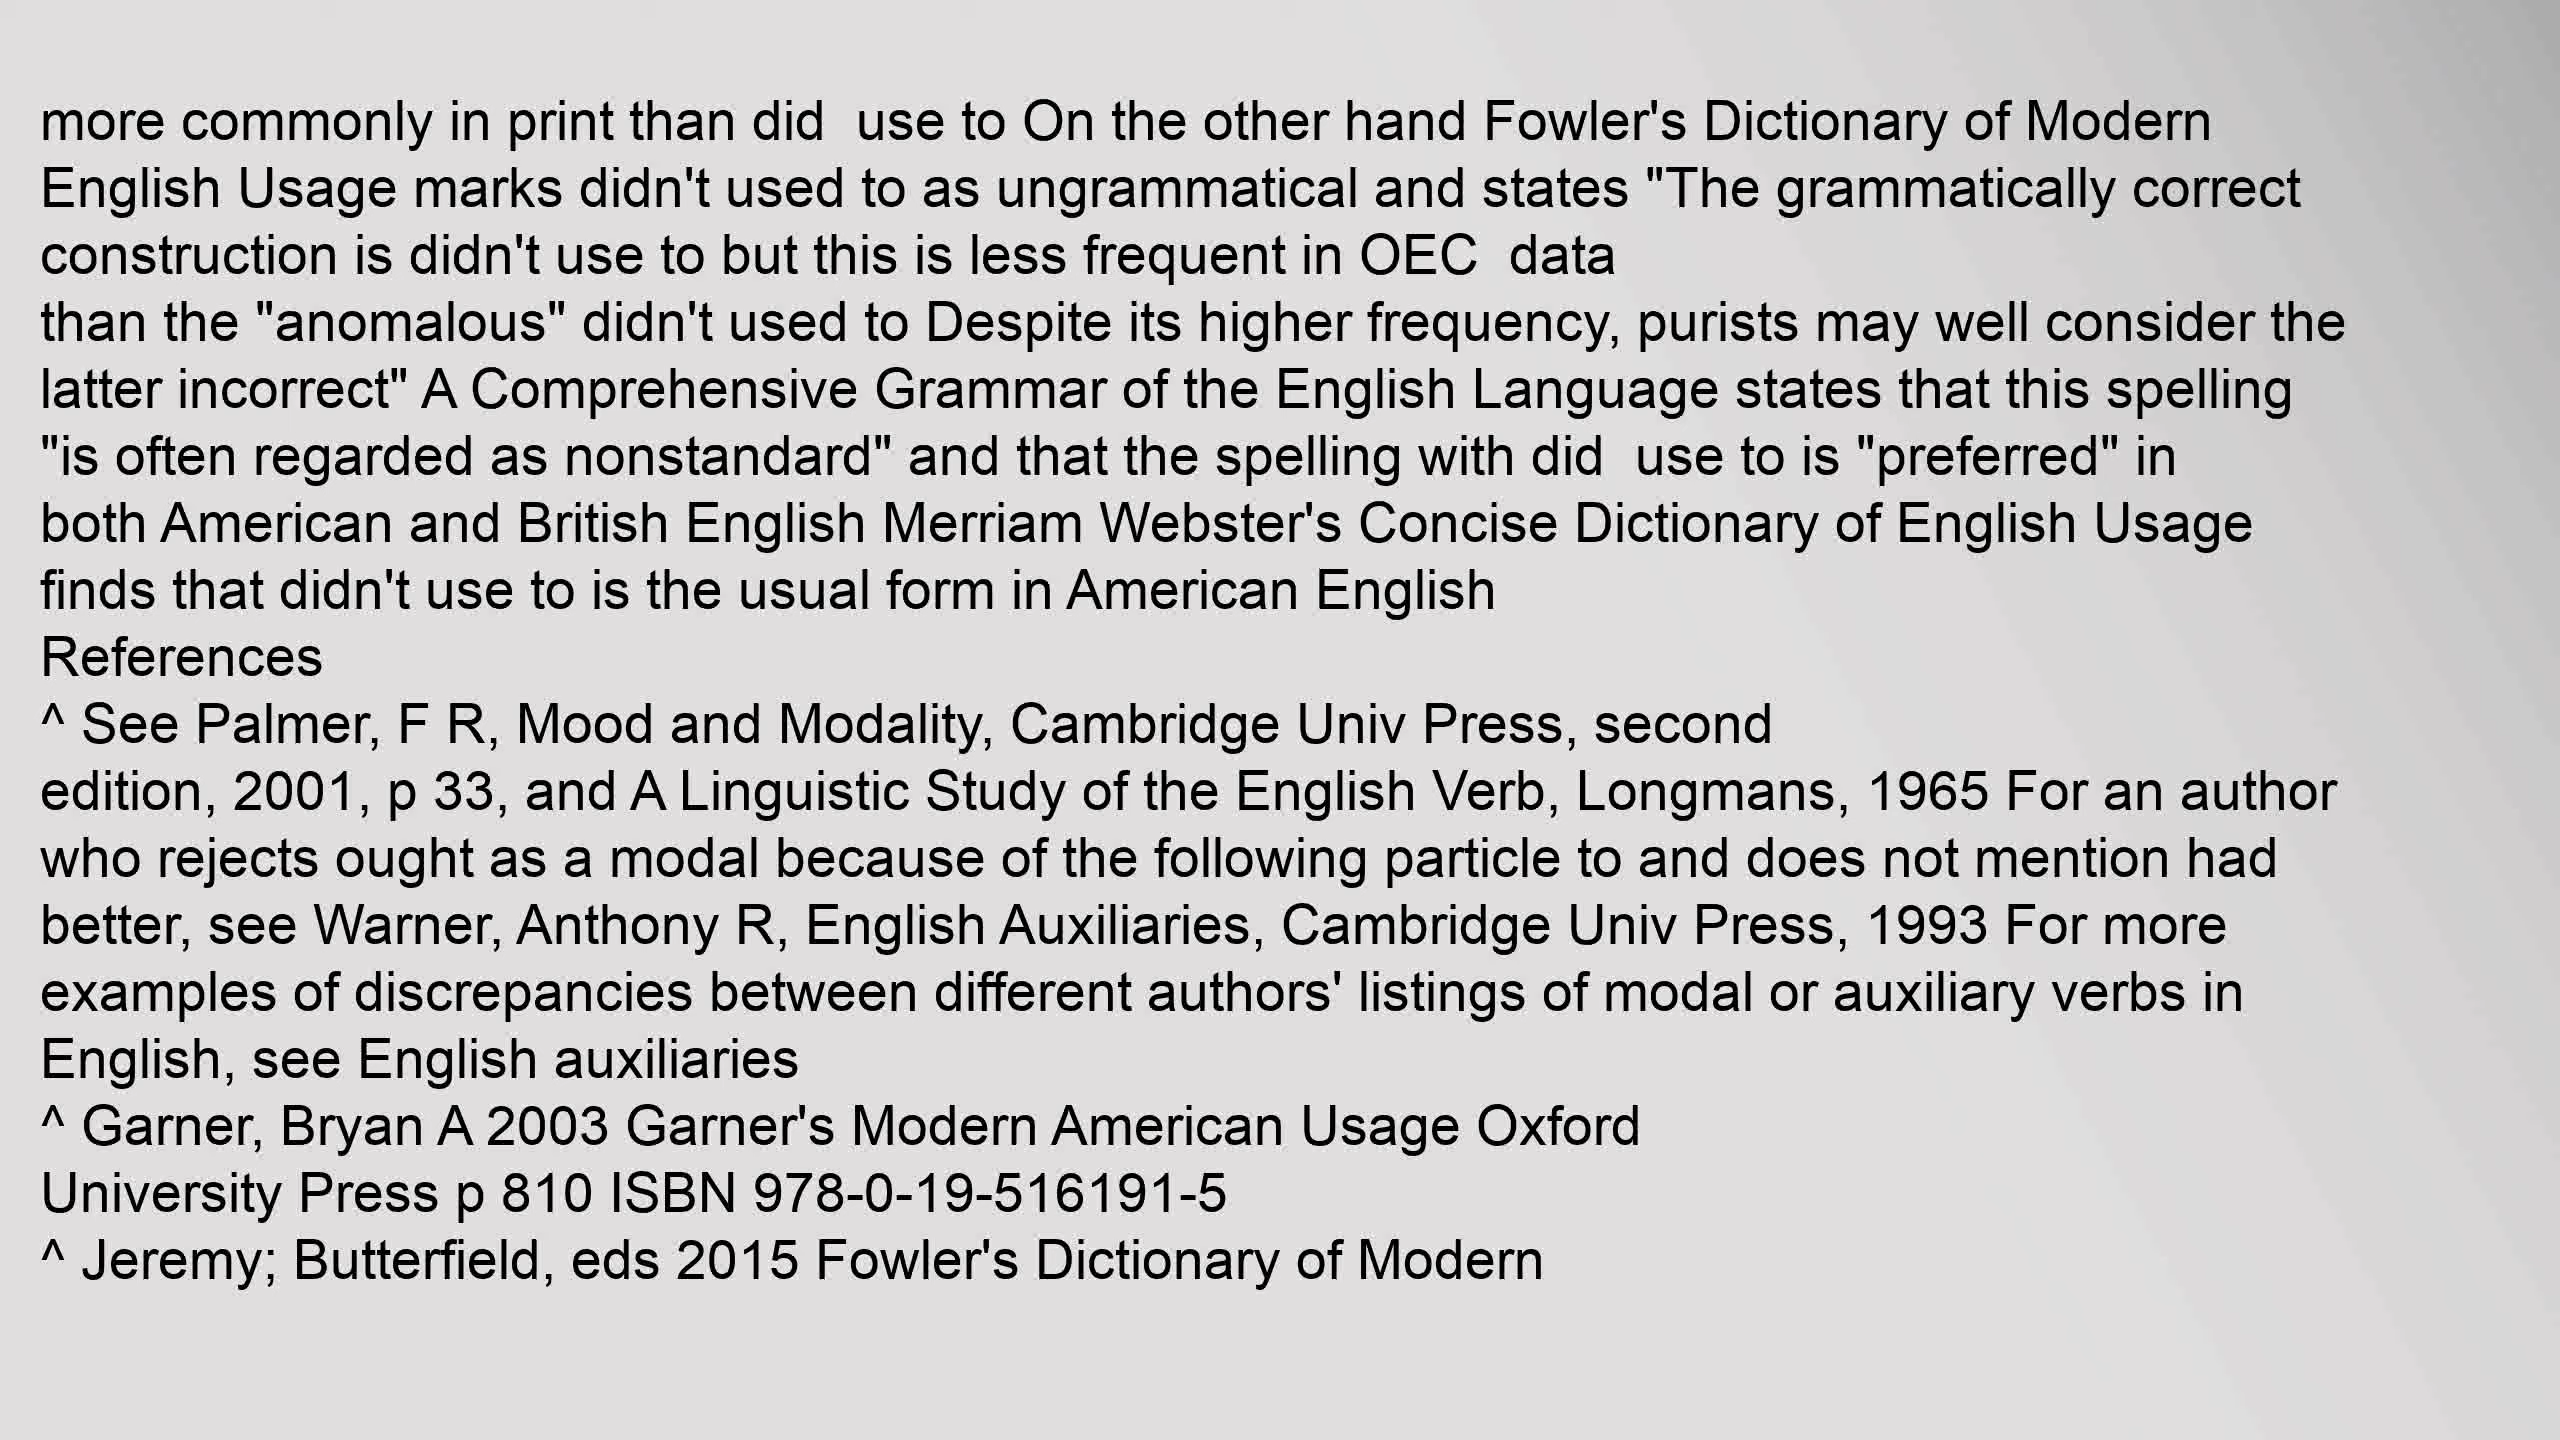 more commonly in print than did  use to On the other hand Fowler's Dictionary of Modern
English Usage marks didn't used to as ungrammatical and states "The grammatically correct
construction is didn't use to but this is less frequent in OEC  data
than the "anomalous" didn't used to Despite its higher frequency, purists may well consider the
latter incorrect" A Comprehensive Grammar of the English Language states that this spelling
"is often regarded as nonstandard" and that the spelling with did  use to is "preferred" in
both American and British English Merriam Webster's Concise Dictionary of English Usage
finds that didn't use to is the usual form in American English
References
^ See Palmer, F R, Mood and Modality, Cambridge Univ Press, second
edition, 2001, p 33, and A Linguistic Study of the English Verb, Longmans, 1965 For an author
who rejects ought as a modal because of the following particle to and does not mention had
better, see Warner, Anthony R, English Auxiliaries, Cambridge Univ Press, 1993 For more
examples of discrepancies between different authors' listings of modal or auxiliary verbs in
English, see English auxiliaries
^ Garner, Bryan A 2003 Garner's Modern American Usage Oxford
University Press p 810 ISBN 978-0-19-516191-5
^ Jeremy; Butterfield, eds 2015 Fowler's Dictionary of Modern